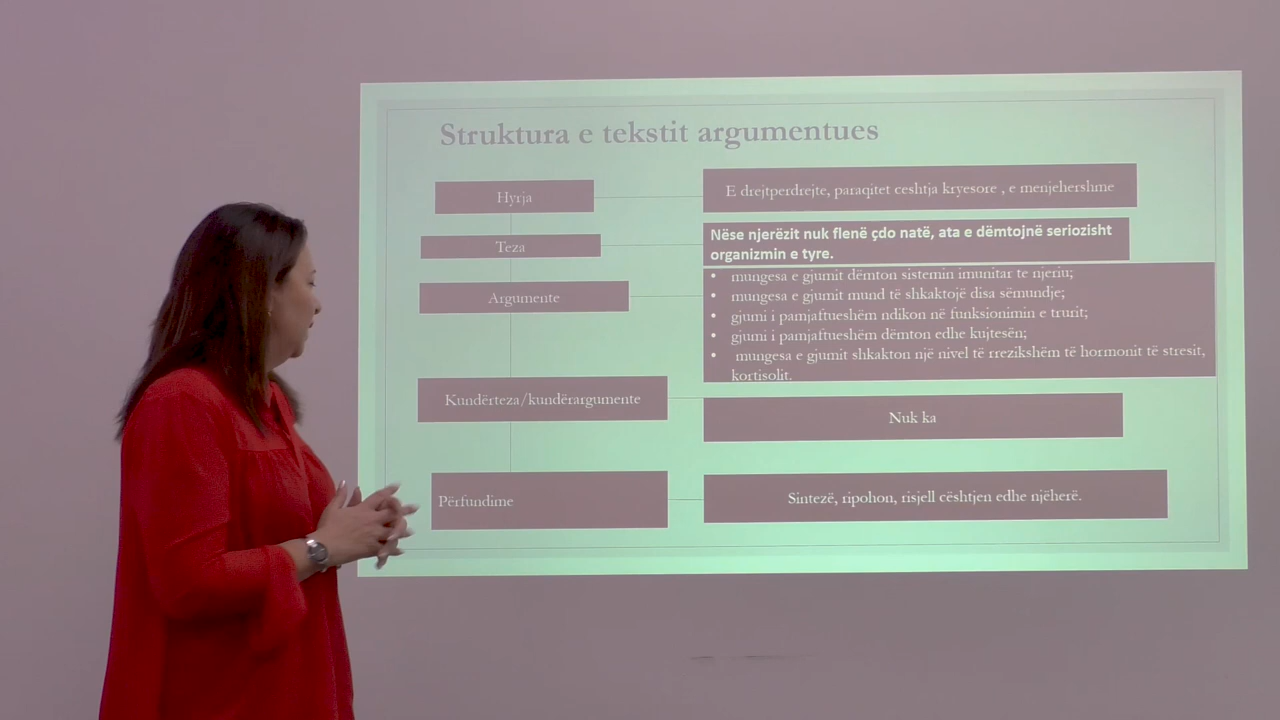 Struktura e tekstit argumentues
Hyrja
E drejtperdrejte, paraqitet ceshtja kryesore , e menjehershme
Teza
Nëse njerëzit nuk flenë çdo natë, ata e dëmtojnë seriozisht
organizmin e tyre.
Argumente
• mungesa e gjumit dëmton sistemin imunitar te njeriu;
• mungesa e gjumit mund të shkaktojë disa sëmundje;
• gjumi i pamjaftueshëm ndikon në funksionimin e trurit;
• gjumi i pamjaftueshëm dëmton edhe kujtesën;
• mungesa e gjumit shkakton një nivel të rrezikshëm të hormonit të stresit,
kortisolit.
Kundërteza/kundërargumente
Nuk ka
Përfundime
Sintezë, ripohon, risjell cështjen edhe njëherë.